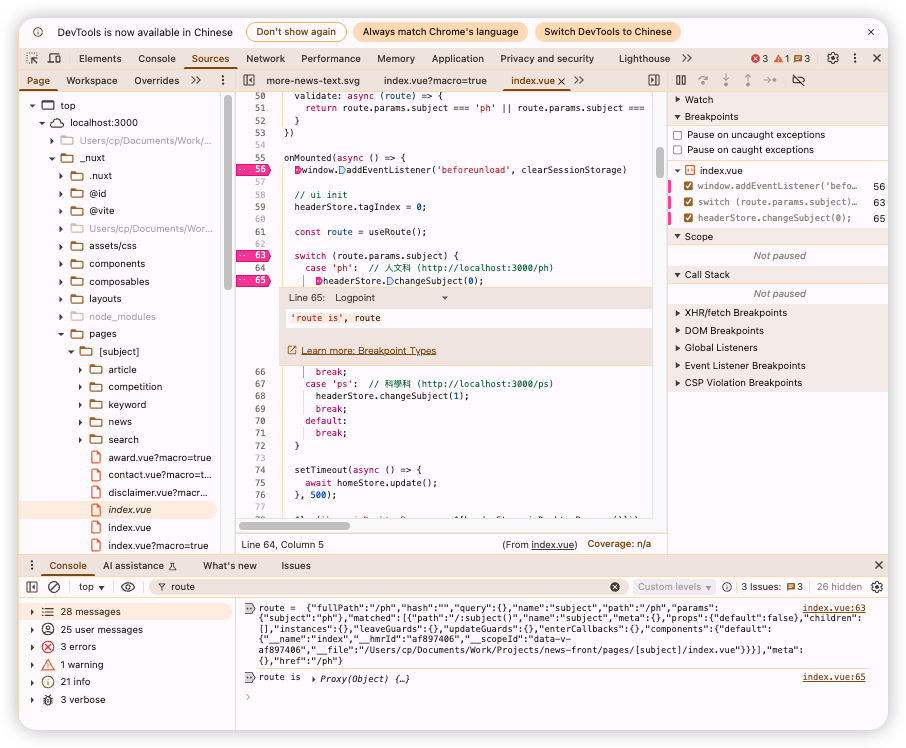 DevTools is now available in Chinese
Don't show again
Always match Chrome's language
Switch DevTools to Chinese
Elements Console Sources Network Performance Memory Application Privacy and security Lighthouse
3 1 3
Page Workspace Overrides
more-news-text.svg index.vue?macro=true index.vue
top
localhost:3000
Users/cp/Documents/Work/…
_nuxt
.nuxt
@id
@vite
Users/cp/Documents/Wor…
assets/css
components
composables
layouts
node_modules
pages
[subject]
article
competition
keyword
news
search
award.vue?macro=true
contact.vue?macro=t…
disclaimer.vue?macr…
index.vue
index.vue
index.vue?macro=true
50 validate: async (route) => {
51 return route.params.subject === 'ph' || route.params.subject ===
52 }
53 })
54
55 onMounted(async () => {
56 window.addEventListener('beforeunload', clearSessionStorage)
57
58 // ui init
59 headerStore.tagIndex = 0;
60
61 const route = useRoute();
62
63 switch (route.params.subject) {
64 case 'ph': // 人文科 (http://localhost:3000/ph)
65 headerStore.changeSubject(0);
Line 65: Logpoint
'route is', route
Learn more: Breakpoint Types
66 break;
67 case 'ps': // 科學科 (http://localhost:3000/ps)
68 headerStore.changeSubject(1);
69 break;
70 default:
71 break;
72 }
73
74 setTimeout(async () => {
75 await homeStore.update();
76 }, 500);
77
Line 64, Column 5
(From index.vue)
Coverage: n/a
Watch
Breakpoints
Pause on uncaught exceptions
Pause on caught exceptions
index.vue
window.addEventListener('befo… 56
switch (route.params.subject)… 63
headerStore.changeSubject(0); 65
Scope
Not paused
Call Stack
Not paused
XHR/fetch Breakpoints
DOM Breakpoints
Global Listeners
Event Listener Breakpoints
CSP Violation Breakpoints
Console AI assistance What's new Issues
top
route
Custom levels
3 Issues: 3
26 hidden
28 messages
25 user messages
3 errors
1 warning
21 info
3 verbose
route = {"fullPath":"/ph","hash":"","query":{},"name":"subject","path":"/ph","params": index.vue:63
{"subject":"ph"},"matched":[{"path":"/:subject()","name":"subject","meta":{},"props":{"default":false},"children":
[],"instances":{},"leaveGuards":{},"updateGuards":{},"enterCallbacks":{},"components":{"default":
{"__name":"index","__hmrId":"af897406","__scopeId":"data-v-
af897406","__file":"/Users/cp/Documents/Work/Projects/news-front/pages/[subject]/index.vue"}}}],"meta":
{},"href":"/ph"}
route is Proxy(Object) {…} index.vue:65